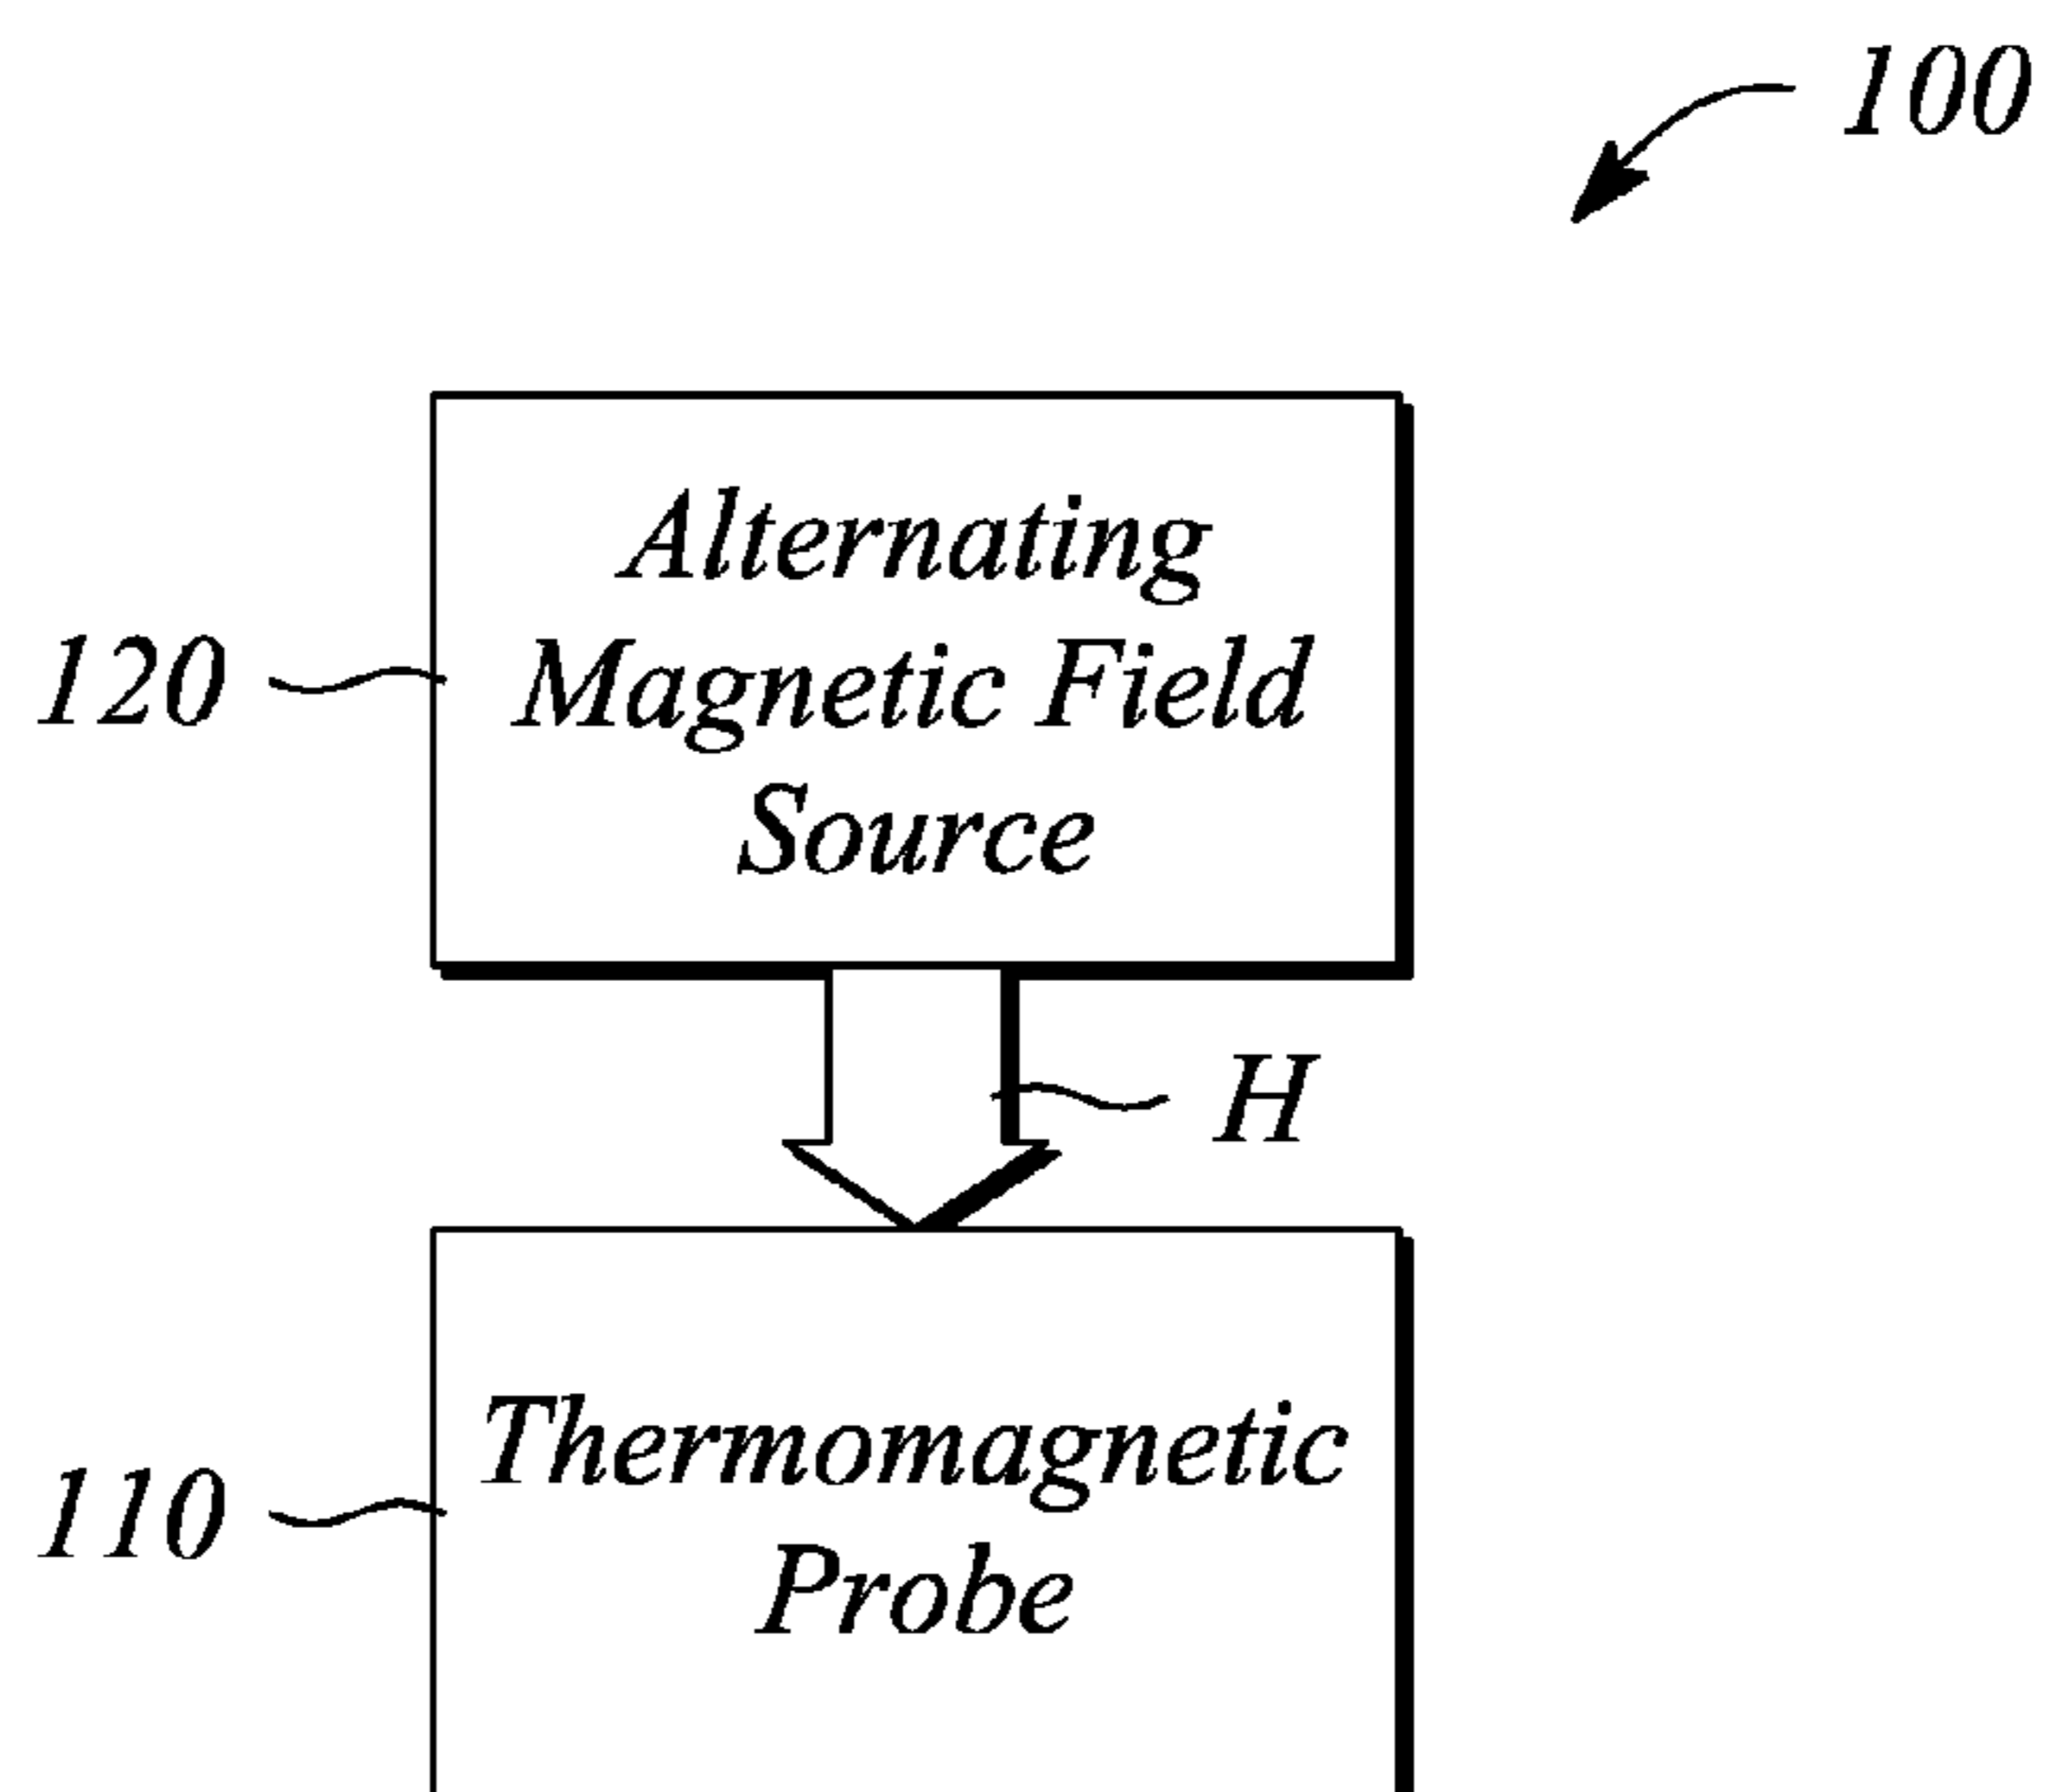 100
Alternating
120 Magnetic Field
Source
H
Thermomagnetic
110
Probe